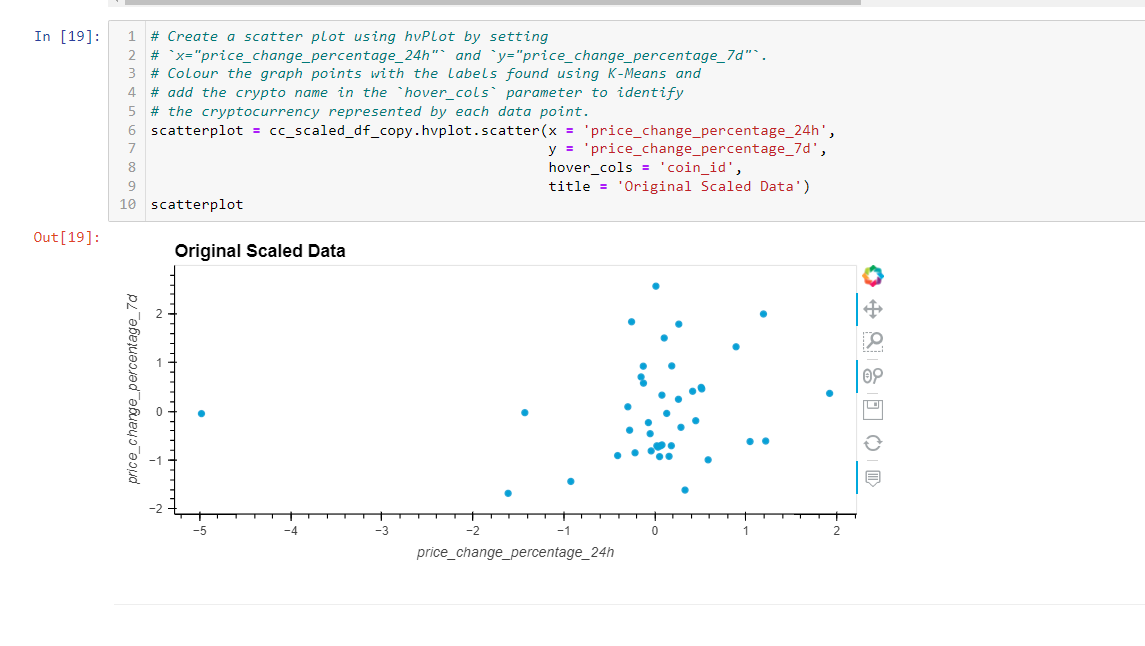 In [19]:
1 # Create a scatter plot using hvPlot by setting
2 # `x="price_change_percentage_24h"` and `y="price_change_percentage_7d"`.
3 # Colour the graph points with the labels found using K-Means and
4 # add the crypto name in the `hover_cols` parameter to identify
5 # the cryptocurrency represented by each data point.
6 scatterplot = cc_scaled_df_copy.hvplot.scatter(x = 'price_change_percentage_24h',
7 y = 'price_change_percentage_7d',
8 hover_cols = 'coin_id',
9 title = 'Original Scaled Data')
10 scatterplot
Out[19]:
Original Scaled Data
price_change_percentage_7d
2
1
0
−1
−2
−5 −4 −3 −2 −1 0 1 2
price_change_percentage_24h